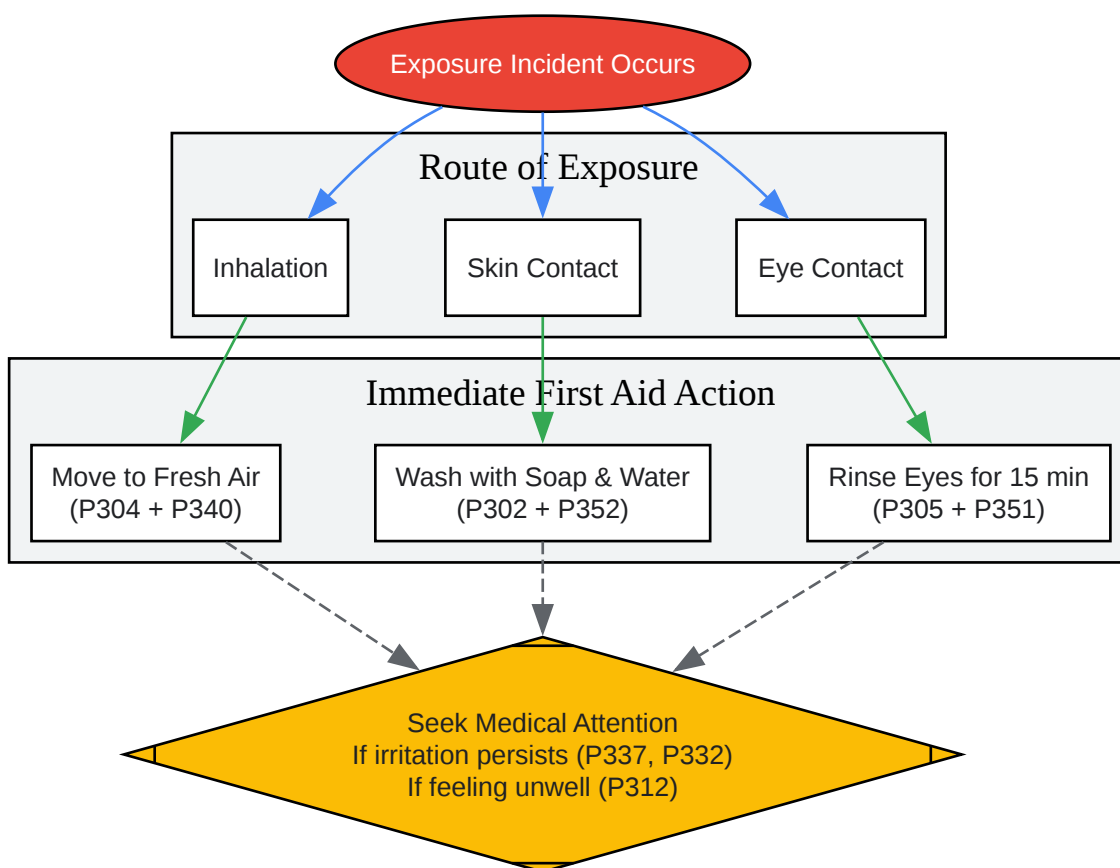 Exposure Incident Occurs
Route of Exposure
Inhalation
Skin Contact
Eye Contact
Immediate First Aid Action
Move to Fresh Air
(P304 + P340)
Wash with Soap & Water
(P302 + P352)
Rinse Eyes for 15 min
(P305 + P351)
Seek Medical Attention
If irritation persists (P337, P332)
If feeling unwell (P312)